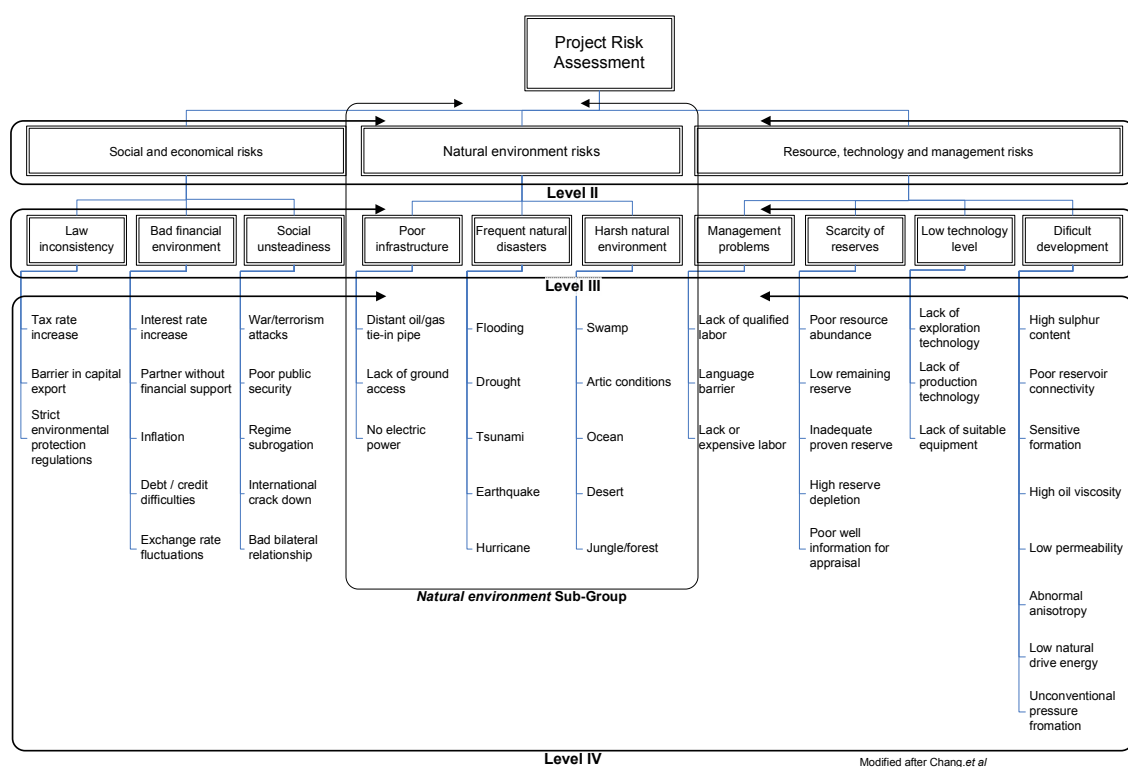 Project Risk
Assessment
Social and economical risks
Natural environment risks
Resource, technology and management risks
Level II
Law
inconsistency
Bad financial
environment
Social
unsteadiness
Poor
infrastructure
Frequent natural
disasters
Harsh natural
environment
Management
problems
Scarcity of
reserves
Low technology
level
Dificult
development
Level III
Tax rate
increase
Barrier in capital
export
Strict
environmental
protection
regulations
Interest rate
increase
Partner without
financial support
Inflation
Debt / credit
difficulties
Exchange rate
fluctuations
War/terrorism
attacks
Poor public
security
Regime
subrogation
International
crack down
Bad bilateral
relationship
Distant oil/gas
tie-in pipe
Lack of ground
access
No electric
power
Flooding
Drought
Tsunami
Earthquake
Hurricane
Swamp
Artic conditions
Ocean
Desert
Jungle/forest
Lack of qualified
labor
Language
barrier
Lack or
expensive labor
Poor resource
abundance
Low remaining
reserve
Inadequate
proven reserve
High reserve
depletion
Poor well
information for
appraisal
Lack of
exploration
technology
Lack of
production
technology
Lack of suitable
equipment
High sulphur
content
Poor reservoir
connectivity
Sensitive
formation
High oil viscosity
Low permeability
Abnormal
anisotropy
Low natural
drive energy
Unconventional
pressure
fromation
Natural environment Sub-Group
Level IV
Modified after Chang.et al